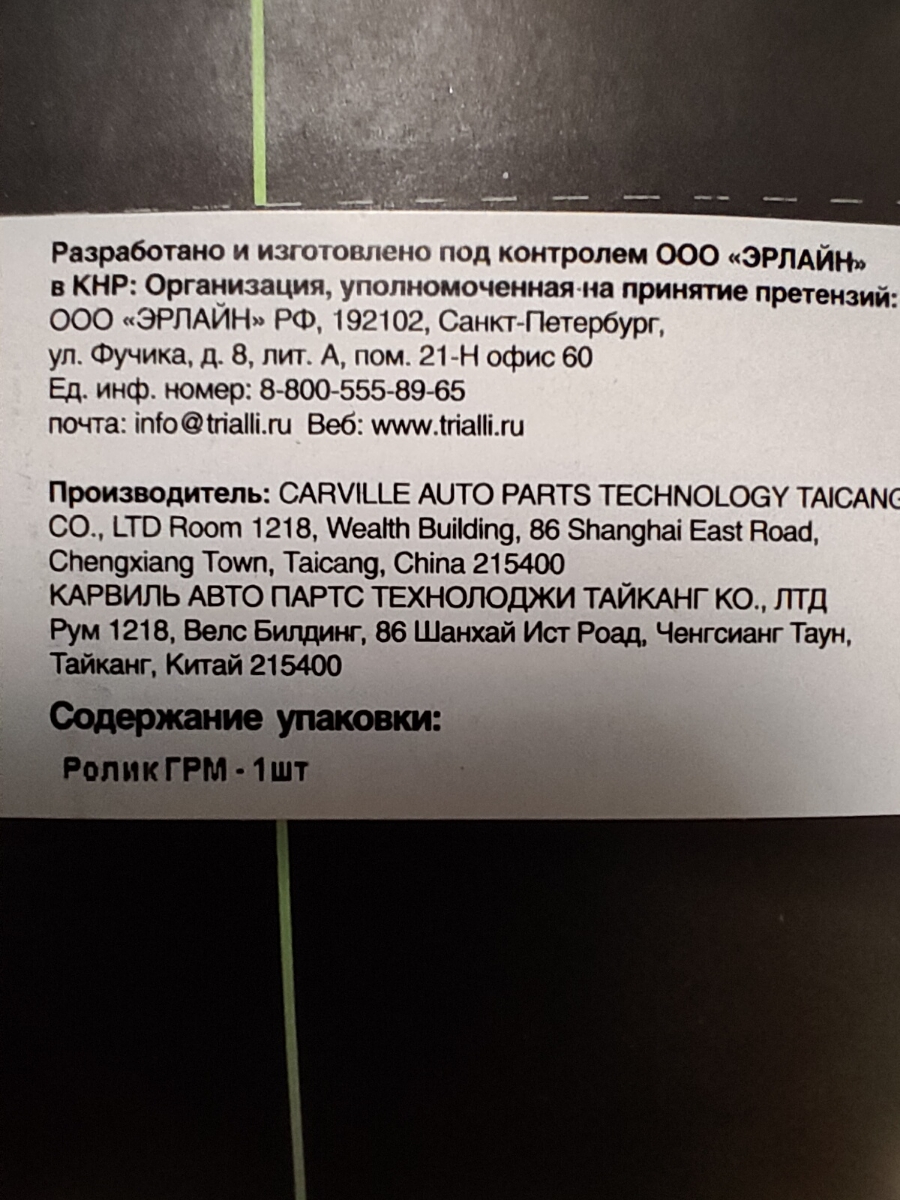 Разработано и изготовлено под контролем ООО «ЭРЛАЙН»
в КНР: Организация, уполномоченная на принятие претензий:
ООО «ЭРЛАЙН» РФ, 192102, Санкт-Петербург,
ул. Фучика, д. 8, лит. А, пом. 21-Н офис 60
Ед. инф. номер: 8-800-555-89-65
почта: info@trialli.ru Веб: www.trialli.ru
Производитель: CARVILLE AUTO PARTS TECHNOLOGY TAICANG
CO., LTD Room 1218, Wealth Building, 86 Shanghai East Road,
Chengxiang Town, Taicang, China 215400
КАРВИЛЬ АВТО ПАРТС ТЕХНОЛОДЖИ ТАЙКАНГ КО., ЛТД
Рум 1218, Велс Билдинг, 86 Шанхай Ист Роад, Ченгсианг Таун,
Тайканг, Китай 215400
Содержание упаковки:
Ролик ГРМ - 1шт